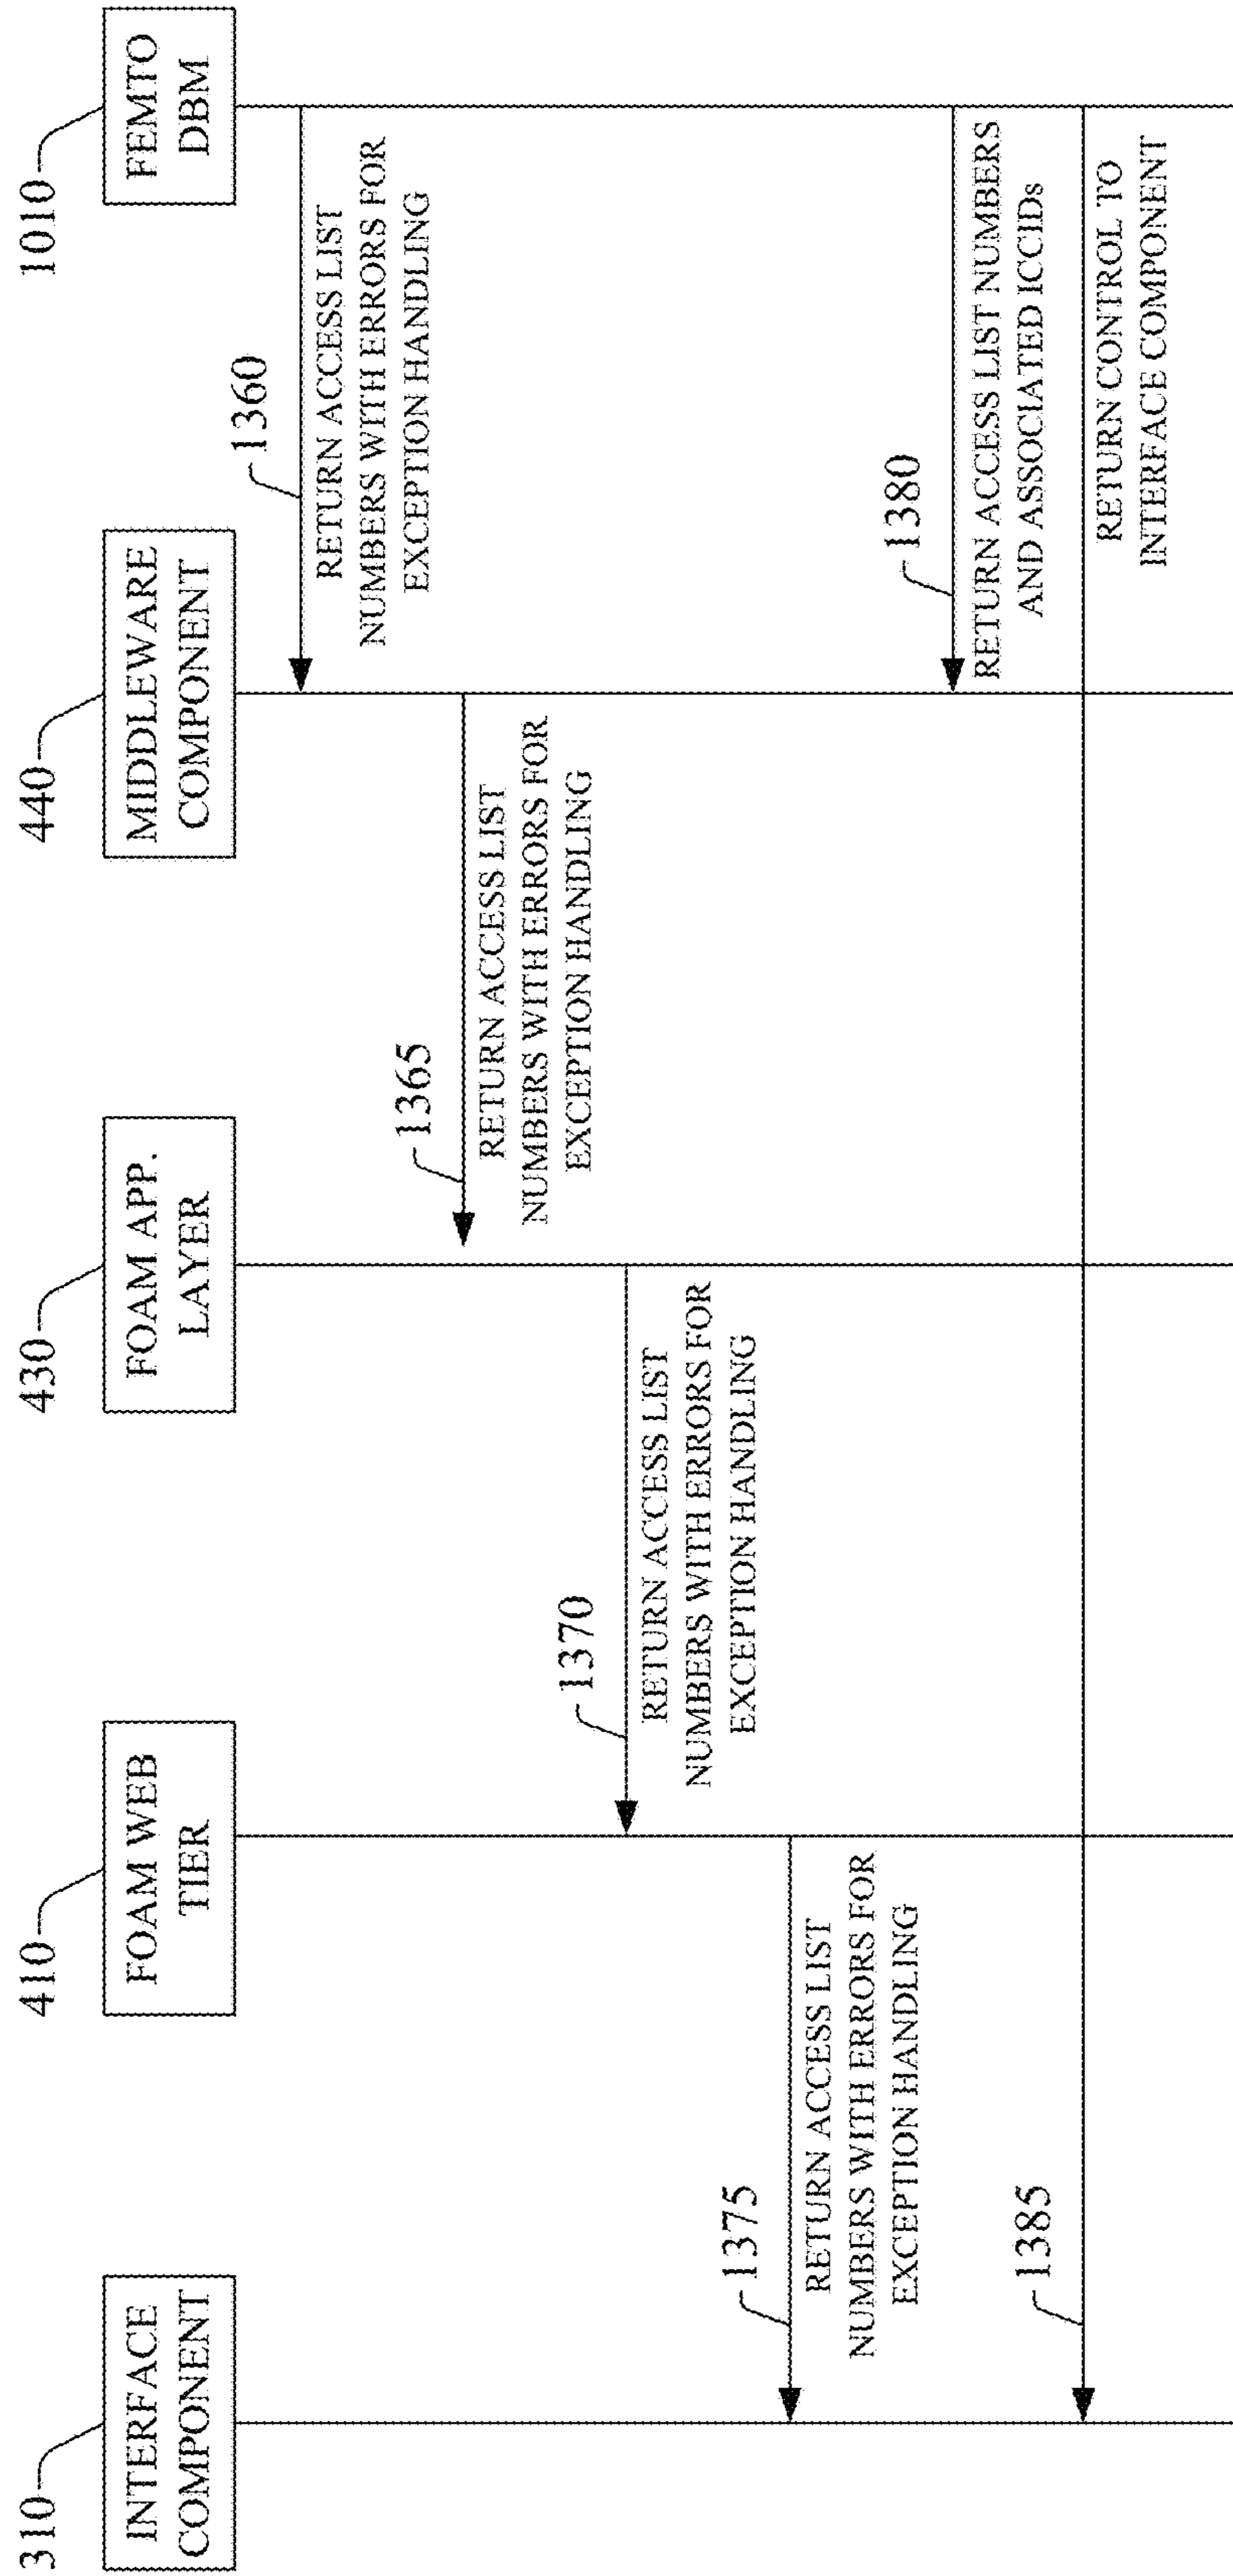 310
INTERFACE
COMPONENT
410
FOAM WEB
TIER
430
FOAM APP.
LAYER
440
MIDDLEWARE
COMPONENT
1010
FEMTO
DBM
1360
RETURN ACCESS LIST
NUMBERS WITH ERRORS FOR
EXCEPTION HANDLING
1365
RETURN ACCESS LIST
NUMBERS WITH ERRORS FOR
EXCEPTION HANDLING
1370
RETURN ACCESS LIST
NUMBERS WITH ERRORS FOR
EXCEPTION HANDLING
1375
RETURN ACCESS LIST
NUMBERS WITH ERRORS FOR
EXCEPTION HANDLING
1380
RETURN ACCESS LIST NUMBERS
AND ASSOCIATED ICCIDs
1385
RETURN CONTROL TO
INTERFACE COMPONENT